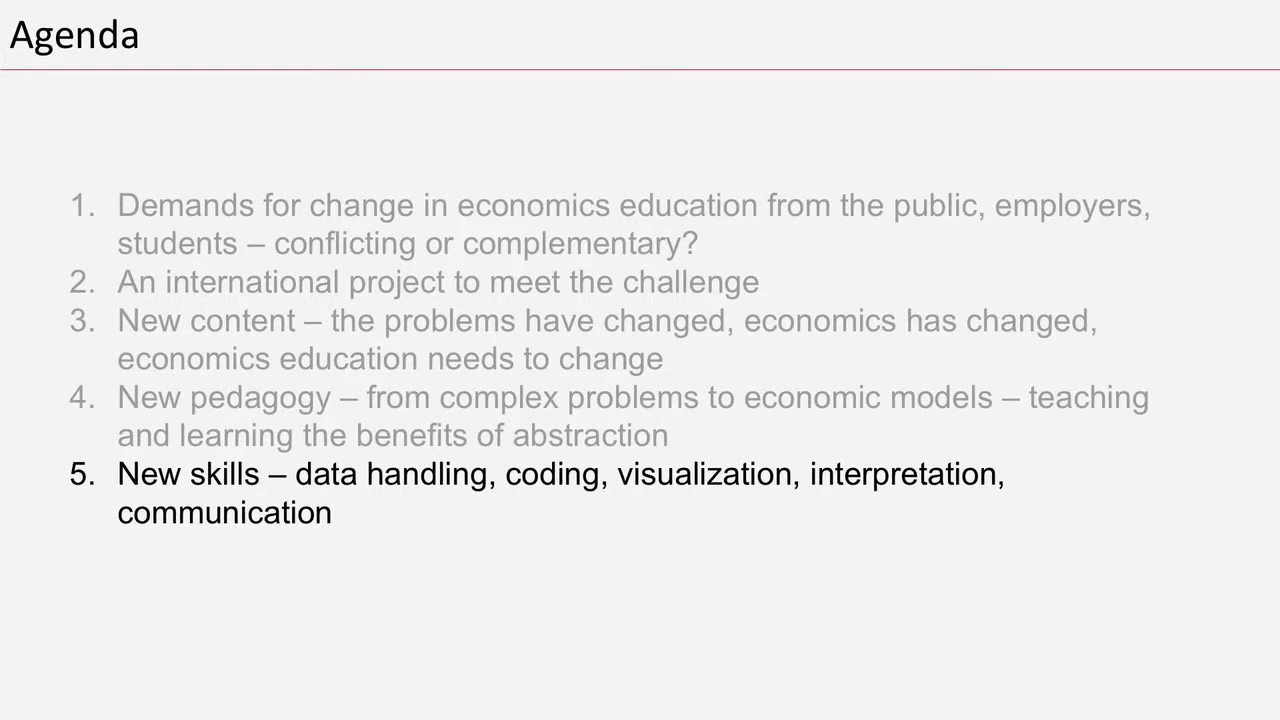 Agenda
1. Demands for change in economics education from the public, employers,
students – conflicting or complementary?
2. An international project to meet the challenge
3. New content – the problems have changed, economics has changed,
economics education needs to change
4. New pedagogy – from complex problems to economic models – teaching
and learning the benefits of abstraction
5. New skills – data handling, coding, visualization, interpretation,
communication